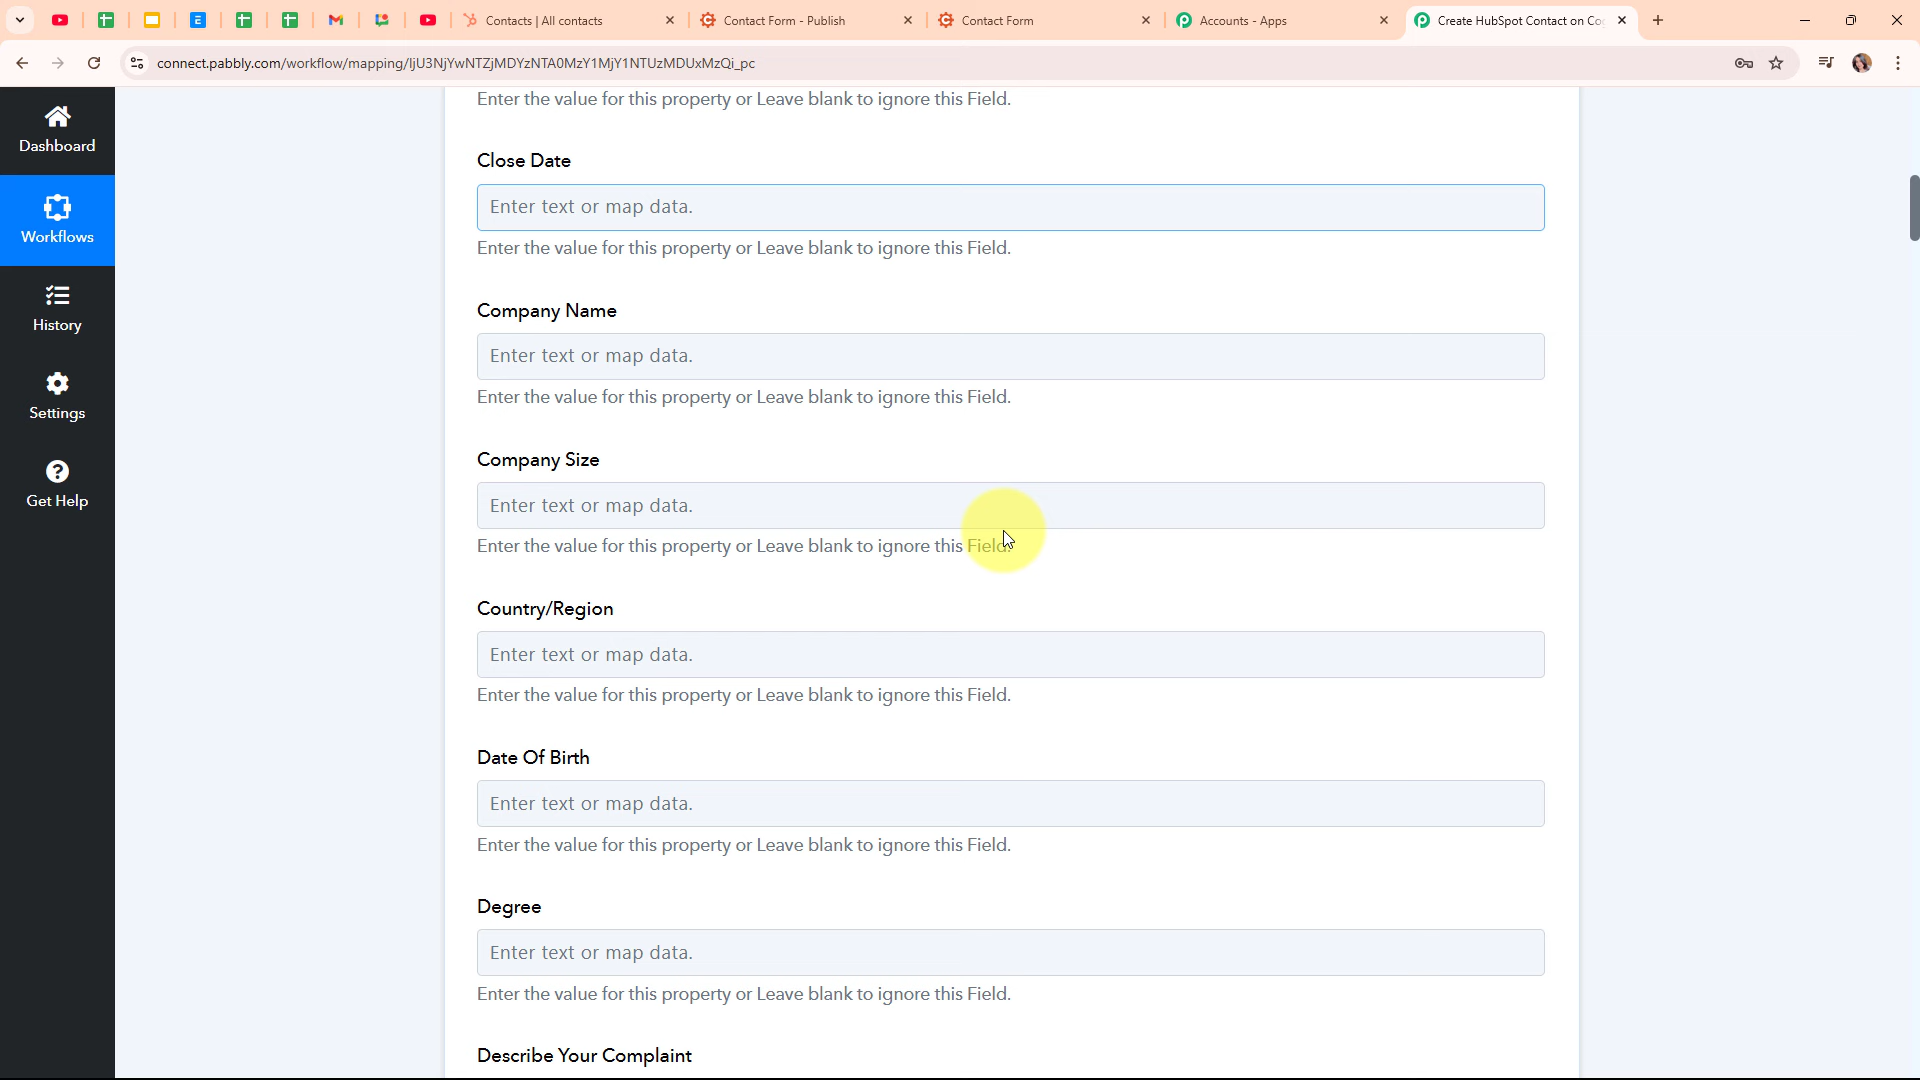 Contacts | All contacts
Contact Form - Publish
Contact Form
Accounts - Apps
Create HubSpot Contact on Co
connect.pabbly.com/workflow/mapping/IjU3NjYwNTZjMDYzNTA0MzY1MjY1NTUzMDUxMzQi_pc
Dashboard
Workflows
History
Settings
Get Help
Enter the value for this property or Leave blank to ignore this Field.
Close Date
Enter text or map data.
Enter the value for this property or Leave blank to ignore this Field.
Company Name
Enter text or map data.
Enter the value for this property or Leave blank to ignore this Field.
Company Size
Enter text or map data.
Enter the value for this property or Leave blank to ignore this Field.
Country/Region
Enter text or map data.
Enter the value for this property or Leave blank to ignore this Field.
Date Of Birth
Enter text or map data.
Enter the value for this property or Leave blank to ignore this Field.
Degree
Enter text or map data.
Enter the value for this property or Leave blank to ignore this Field.
Describe Your Complaint